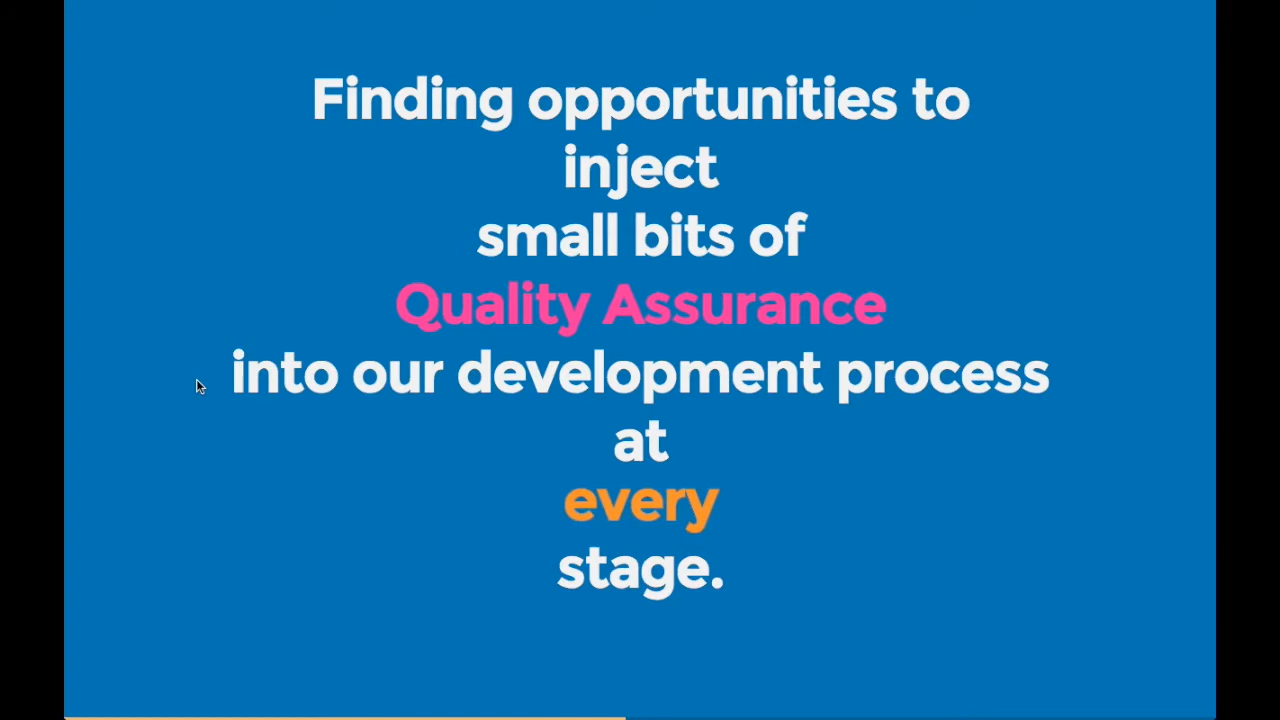 Finding opportunities to
inject
small bits of
Quality Assurance
into our development process
at
every
stage.